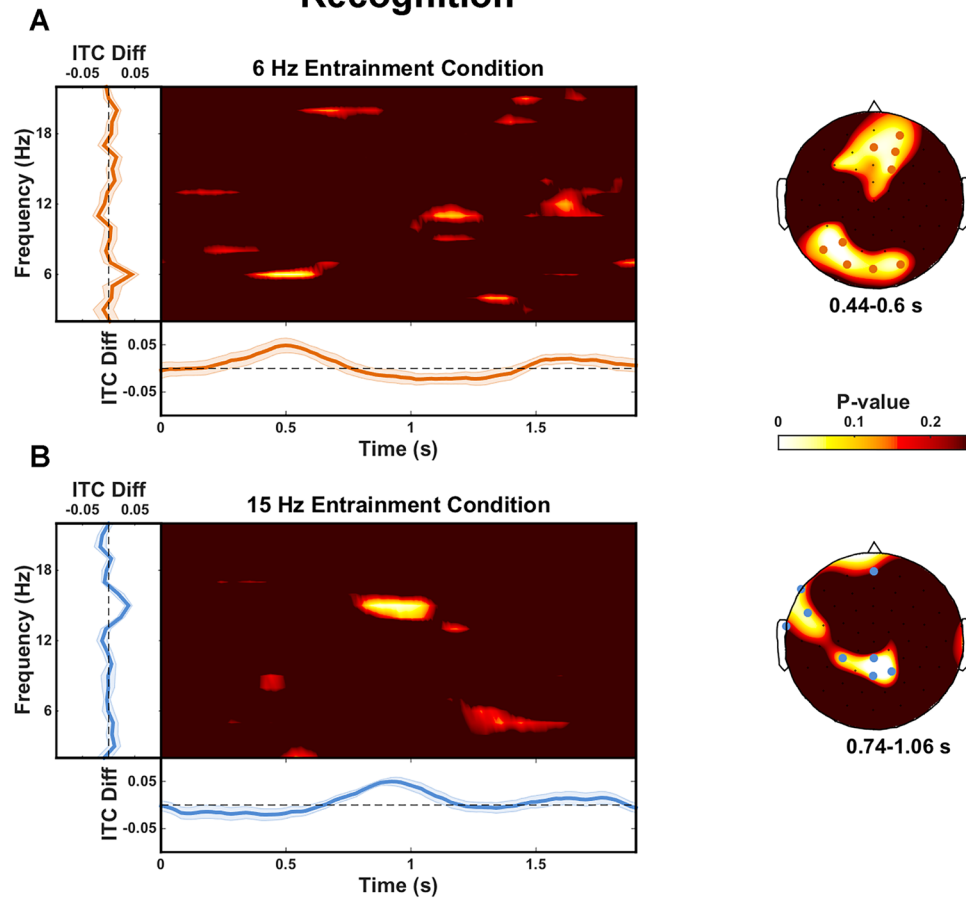 Recognition
A
ITC Diff
-0.05 0.05
6 Hz Entrainment Condition
Frequency (Hz)
18
12
6
0.44-0.6 s
ITC Diff
0.05
-0.05
0 0.5 1 1.5
Time (s)
P-value
0 0.1 0.2
B
ITC Diff
-0.05 0.05
15 Hz Entrainment Condition
Frequency (Hz)
18
12
6
0.74-1.06 s
ITC Diff
0.05
-0.05
0 0.5 1 1.5
Time (s)